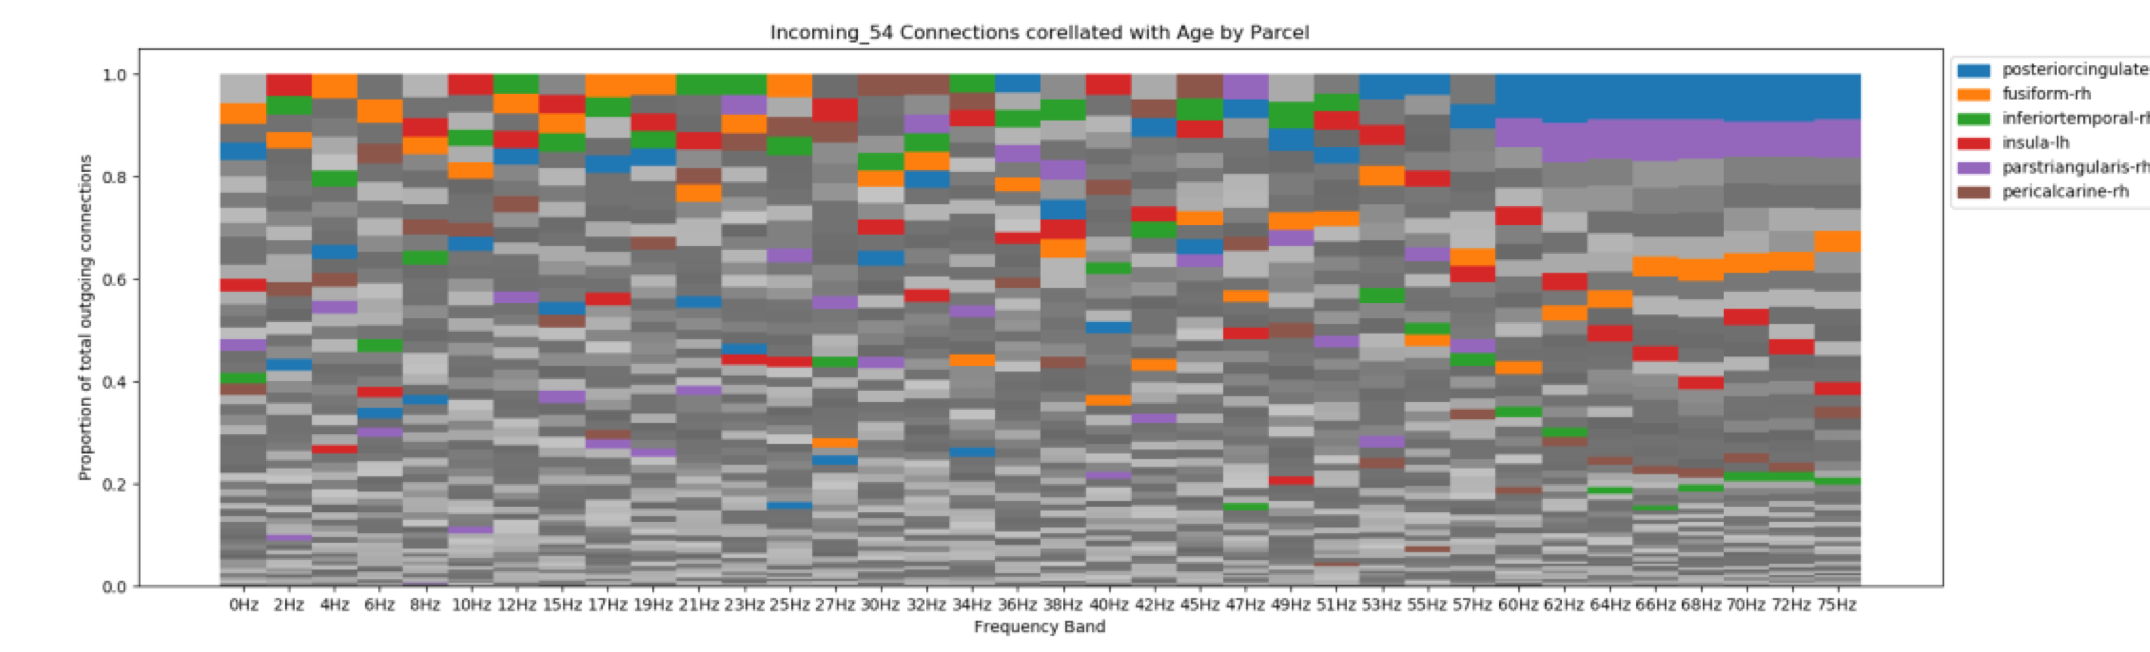 Incoming_54 Connections corellated with Age by Parcel
1.0
0.8
0.6
0.4
0.2
0.0
Proportion of total outgoing connections
0Hz 2Hz 4Hz 6Hz 8Hz 10Hz 12Hz 15Hz 17Hz 19Hz 21Hz 23Hz 25Hz 27Hz 30Hz 32Hz 34Hz 36Hz 38Hz 40Hz 42Hz 45Hz 47Hz 49Hz 51Hz 53Hz 55Hz 57Hz 60Hz 62Hz 64Hz 66Hz 68Hz 70Hz 72Hz 75Hz
Frequency Band
posteriorcingulate
fusiform-rh
inferiortemporal-rh
insula-lh
parstriangularis-rh
pericalcarine-rh